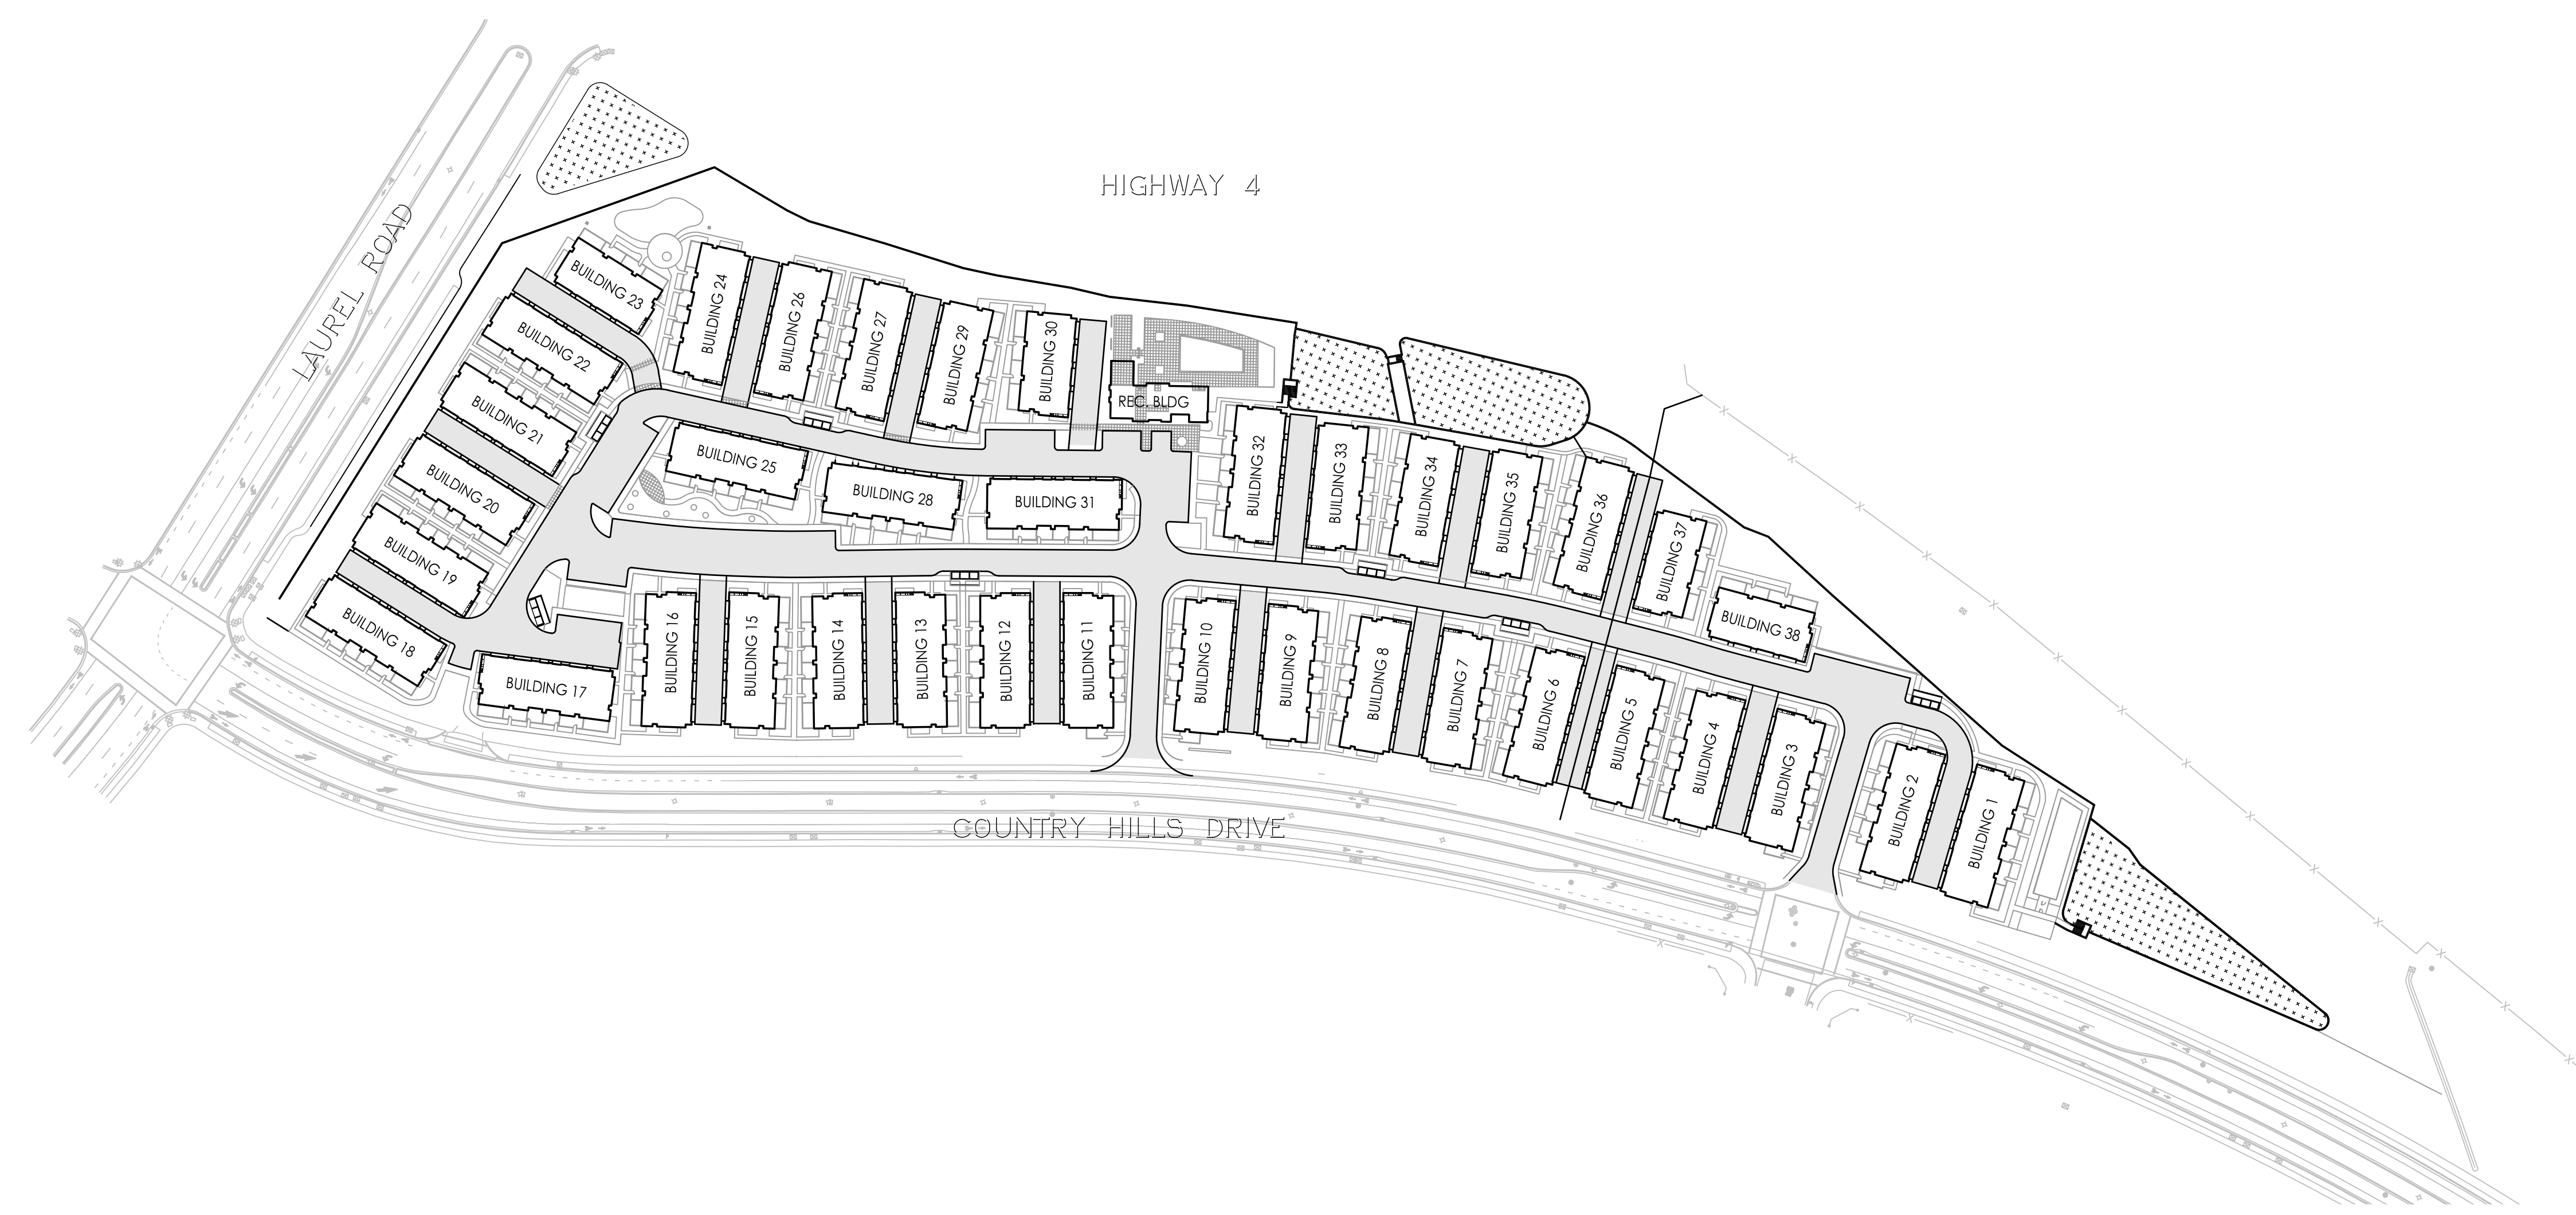 HIGHWAY 4
LAUREL ROAD
BUILDING 23
BUILDING 24
BUILDING 26
BUILDING 27
BUILDING 29
BUILDING 30
REC. BLDG
BUILDING 22
BUILDING 21
BUILDING 20
BUILDING 19
BUILDING 18
BUILDING 17
BUILDING 25
BUILDING 28
BUILDING 31
BUILDING 32
BUILDING 33
BUILDING 34
BUILDING 35
BUILDING 36
BUILDING 37
BUILDING 38
BUILDING 16
BUILDING 15
BUILDING 14
BUILDING 13
BUILDING 12
BUILDING 11
BUILDING 10
BUILDING 9
BUILDING 8
BUILDING 7
BUILDING 6
BUILDING 5
BUILDING 4
BUILDING 3
BUILDING 2
BUILDING 1
COUNTRY HILLS DRIVE